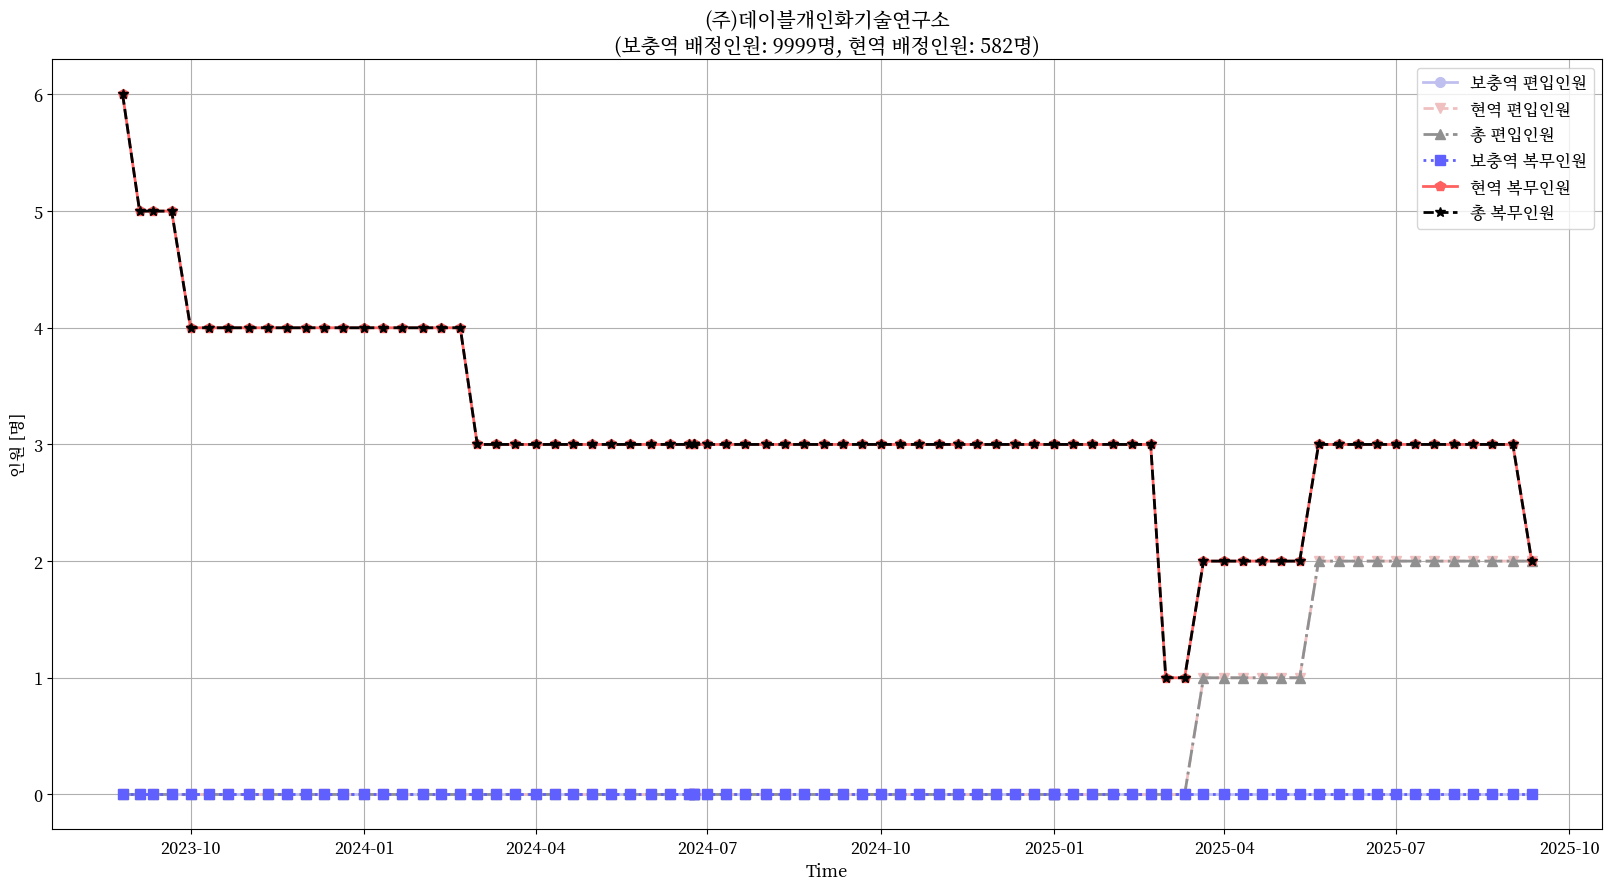 (주)데이블개인화기술연구소
(보충역 배정인원: 9999명, 현역 배정인원: 582명)
보충역 편입인원
현역 편입인원
총 편입인원
보충역 복무인원
현역 복무인원
총 복무인원
인원 [명]
6
5
4
3
2
1
0
2023-10
2024-01
2024-04
2024-07
2024-10
2025-01
2025-04
2025-07
2025-10
Time